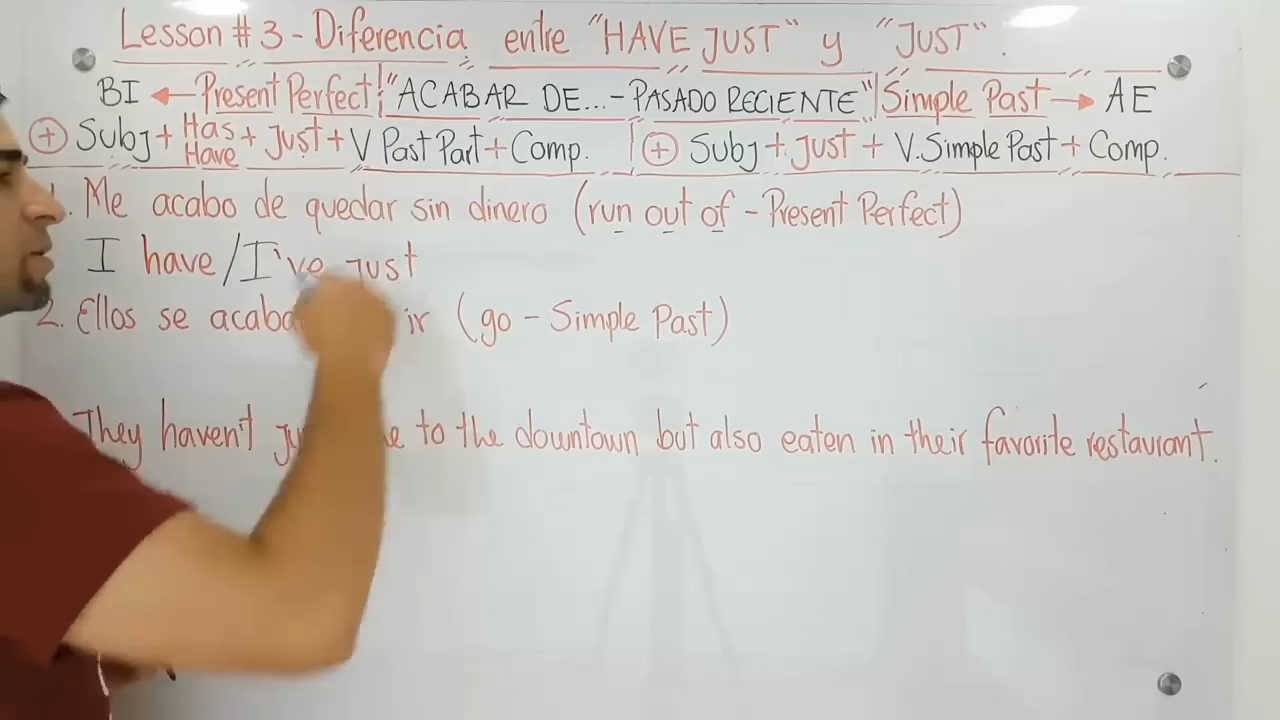 Lesson # 3 - Diferencia entre "HAVE JUST" y "JUST".
BI ← Present Perfect "ACABAR DE... - PASADO RECIENTE" Simple Past → AE
+ Subj + Has Have + Just + V Past Part + Comp. + Subj + Just + V. Simple Past + Comp.
1. Me acabo de quedar sin dinero (run out of - Present Perfect)
I have/I've just
2. Ellos se ir (go - Simple Past)
They haven't to the downtown but also eaten in their favorite restaurant.